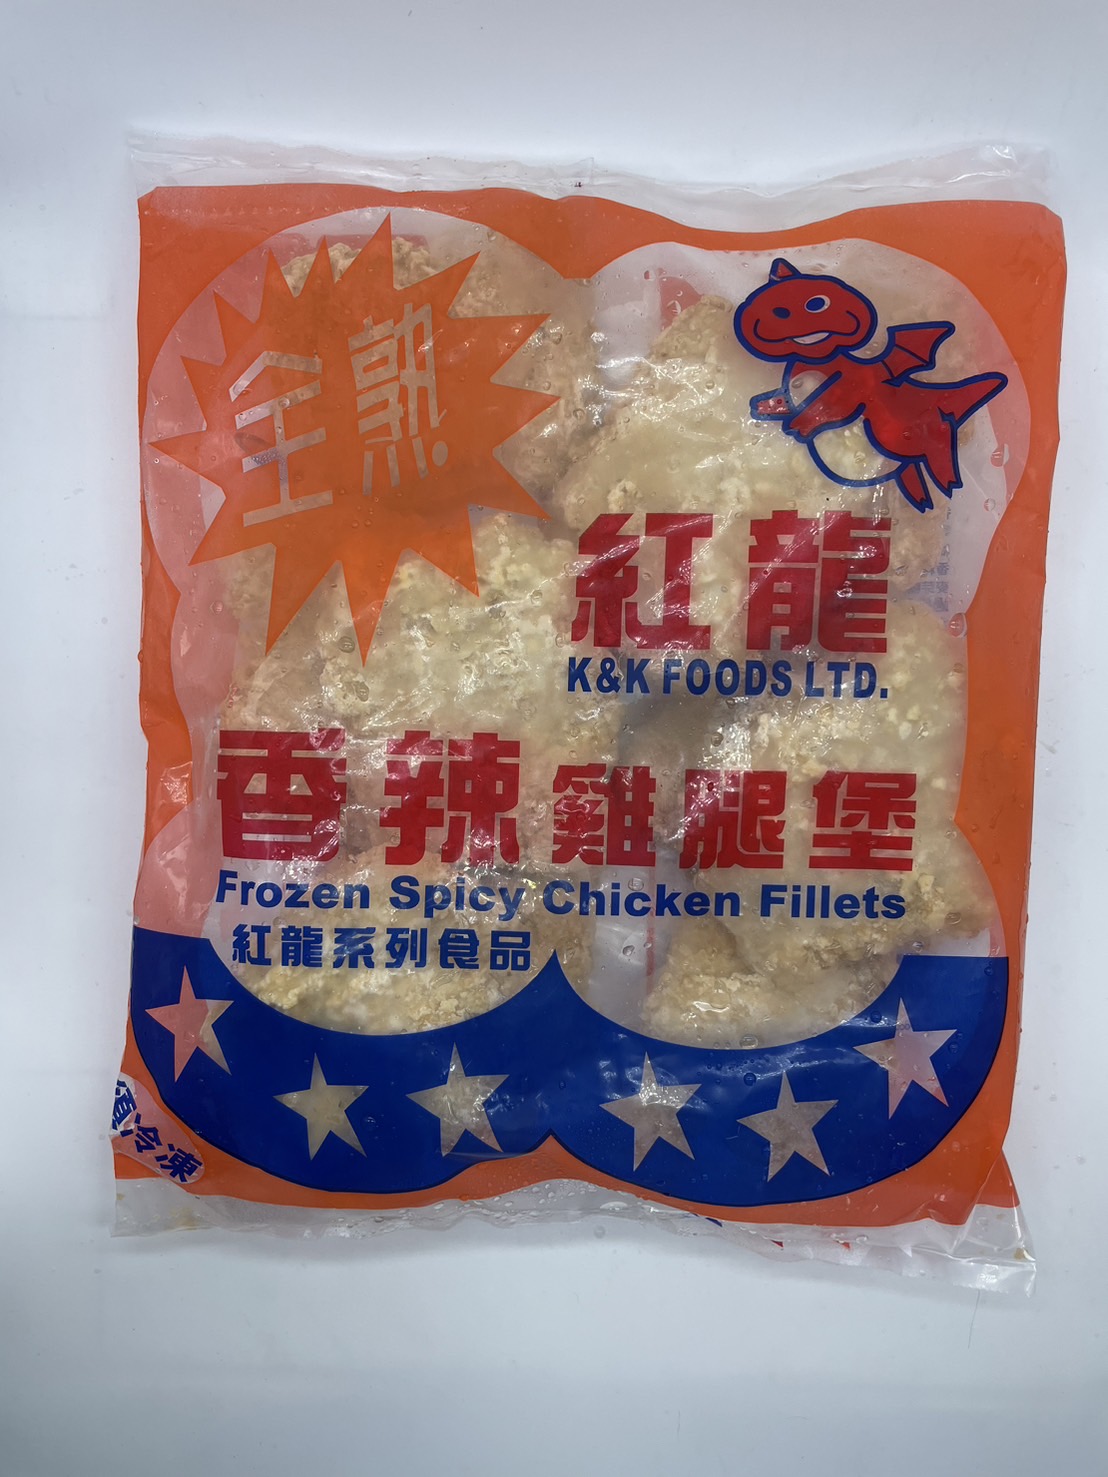 全熟
紅龍
K&K FOODS LTD.
香辣雞腿堡
Frozen Spicy Chicken Fillets
紅龍系列食品
須冷凍